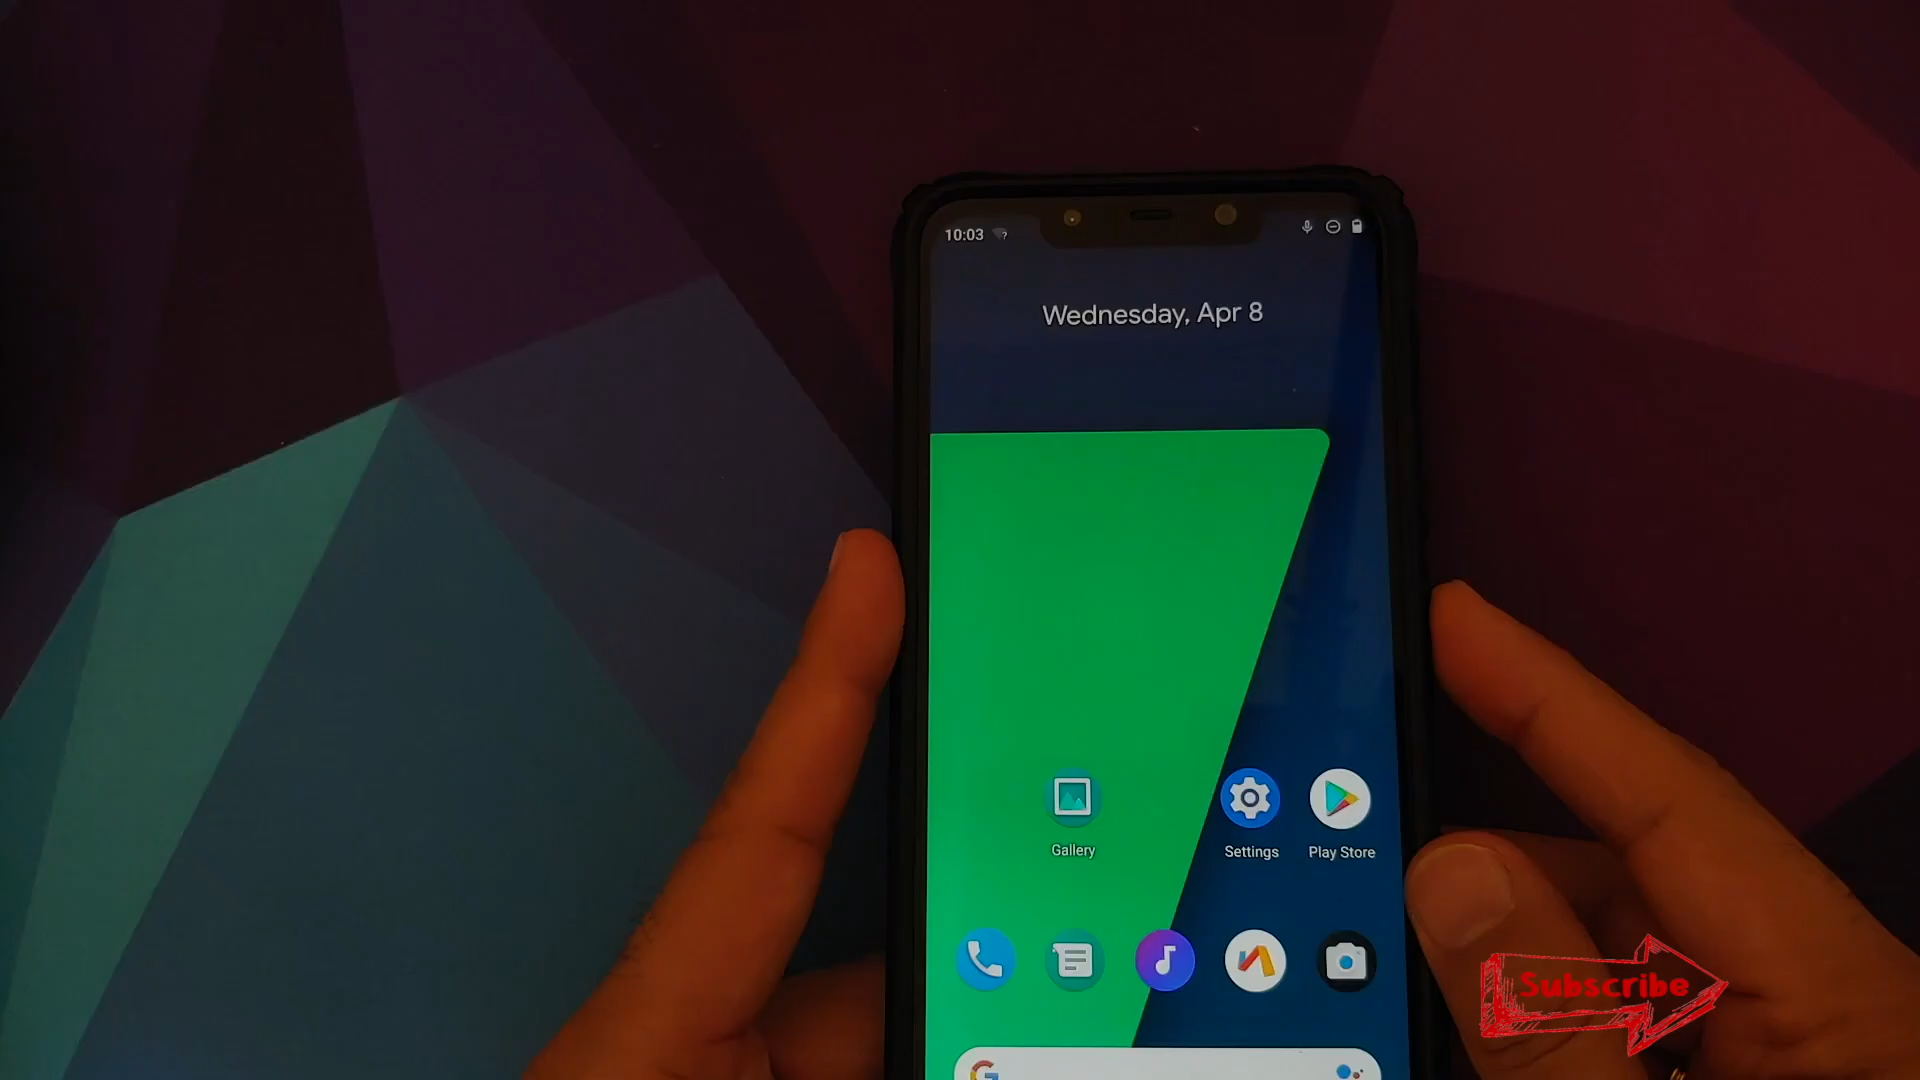 10:03
Wednesday, Apr 8
Gallery
Settings
Play Store
Subscribe